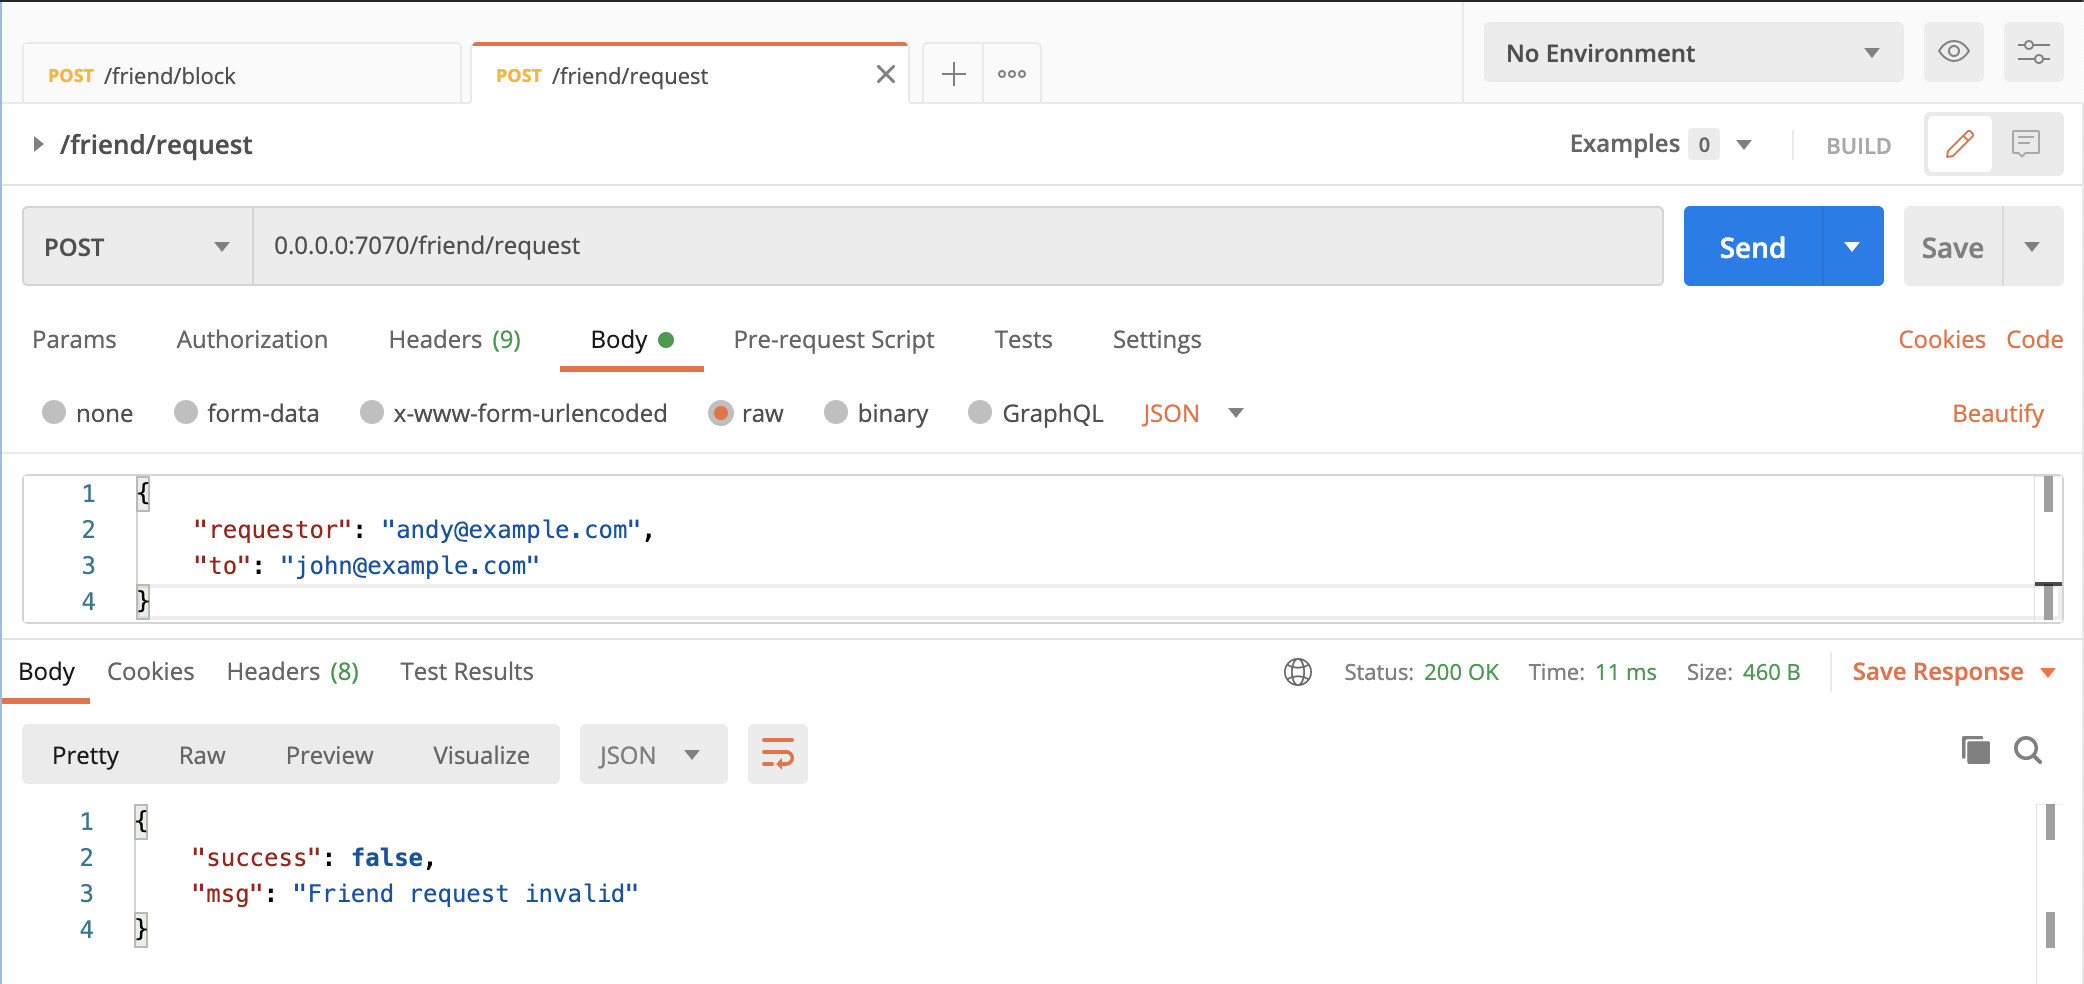 POST /friend/block POST /friend/request No Environment
/friend/request Examples 0 BUILD
POST 0.0.0.0:7070/friend/request Send Save
Params Authorization Headers (9) Body Pre-request Script Tests Settings Cookies Code
none form-data x-www-form-urlencoded raw binary GraphQL JSON Beautify
1 {
2 "requestor": "andy@example.com",
3 "to": "john@example.com"
4 }
Body Cookies Headers (8) Test Results Status: 200 OK Time: 11 ms Size: 460 B Save Response
Pretty Raw Preview Visualize JSON
1 {
2 "success": false,
3 "msg": "Friend request invalid"
4 }